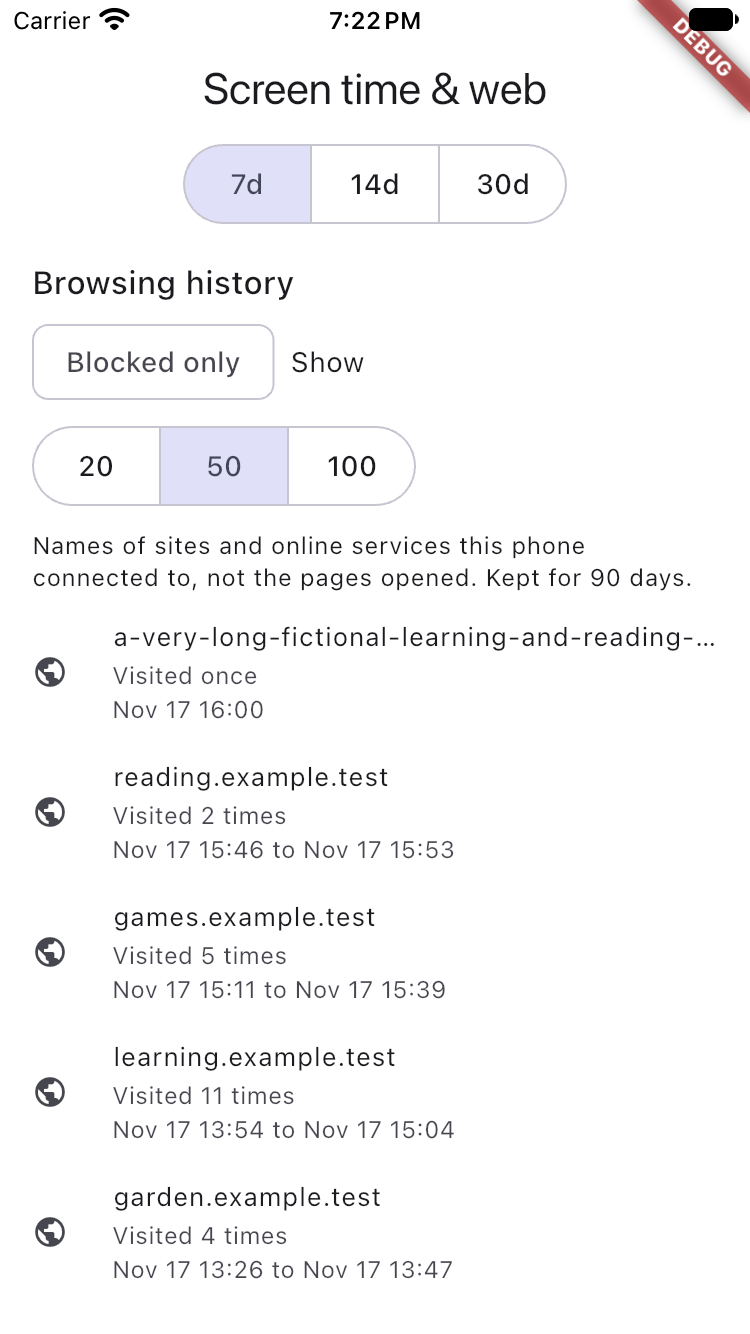 Carrier 7:22 PM
DEBUG
Screen time & web
7d 14d 30d
Browsing history
Blocked only Show
20 50 100
Names of sites and online services this phone
connected to, not the pages opened. Kept for 90 days.
a-very-long-fictional-learning-and-reading-...
Visited once
Nov 17 16:00
reading.example.test
Visited 2 times
Nov 17 15:46 to Nov 17 15:53
games.example.test
Visited 5 times
Nov 17 15:11 to Nov 17 15:39
learning.example.test
Visited 11 times
Nov 17 13:54 to Nov 17 15:04
garden.example.test
Visited 4 times
Nov 17 13:26 to Nov 17 13:47